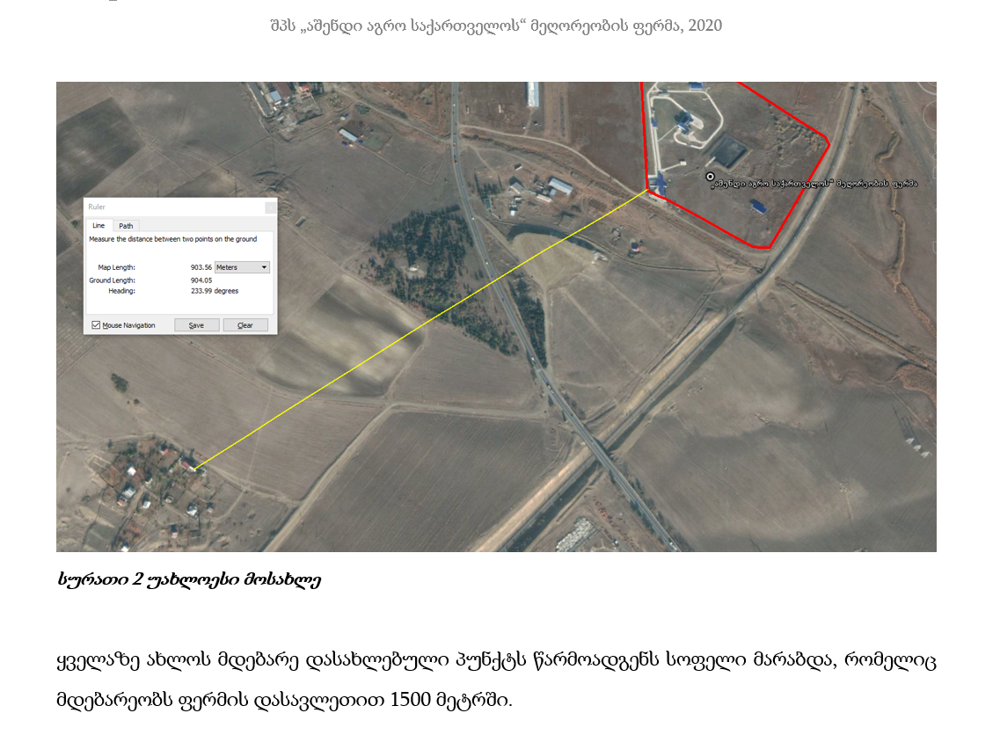 შპს „აშენდი აგრო საქართველოს“ მეღორეობის ფერმა, 2020
„აშენდი აგრო საქართველოს“ მეღორეობის ფერმა
Ruler
Line Path
Measure the distance between two points on the ground
Map Length: 903.56 Meters
Ground Length: 904.05
Heading: 233.99 degrees
Mouse Navigation Save Clear
სურათი 2 უახლოესი მოსახლე
ყველაზე ახლოს მდებარე დასახლებული პუნქტს წარმოადგენს სოფელი მარაბდა, რომელიც
მდებარეობს ფერმის დასავლეთით 1500 მეტრში.